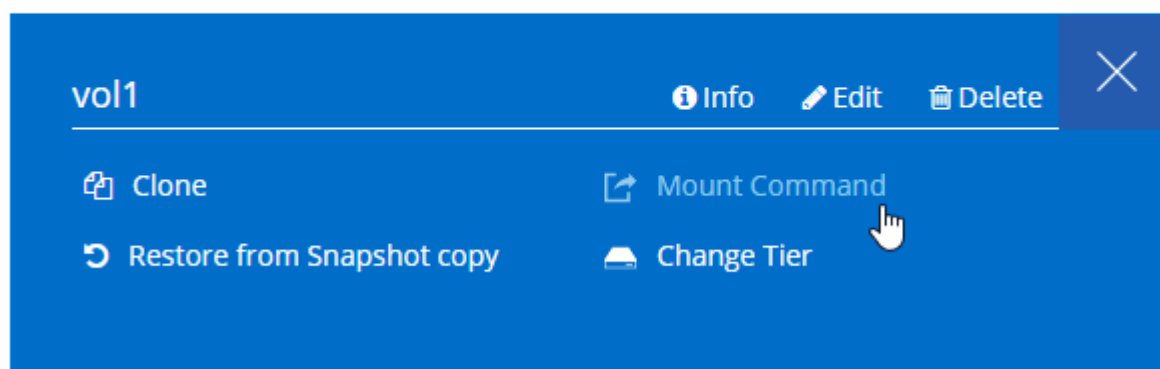 vol1 Info Edit Delete
Clone Mount Command
Restore from Snapshot copy Change Tier